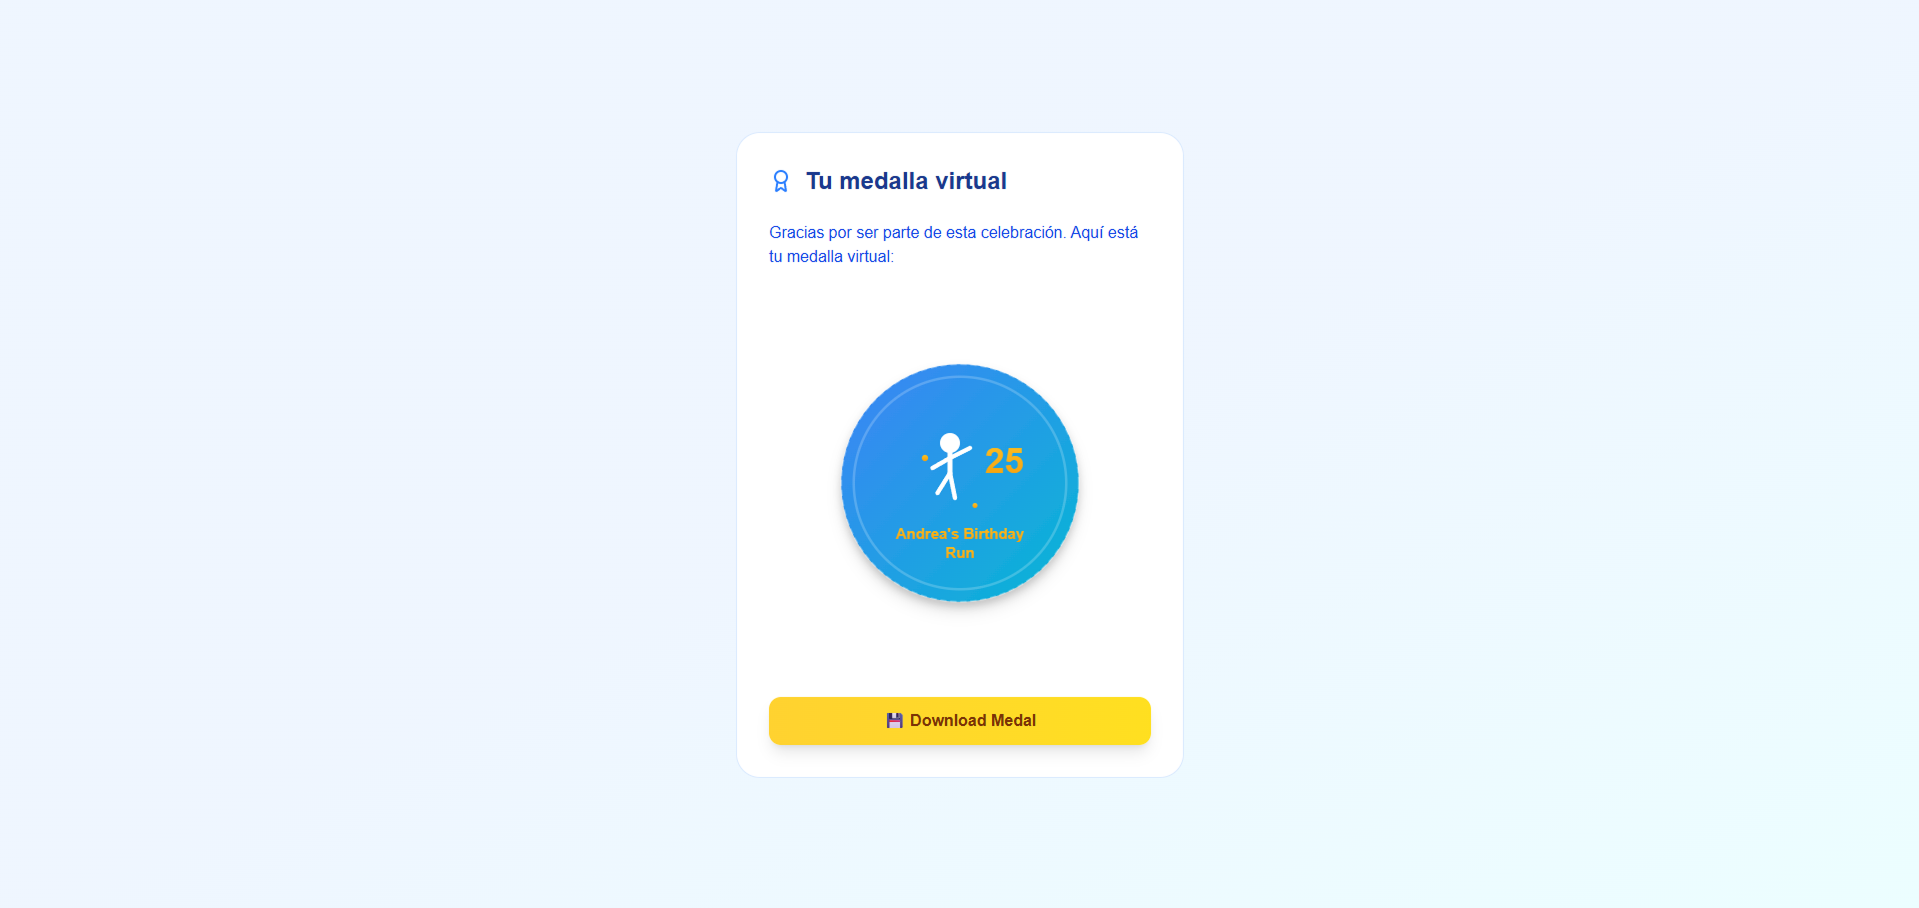 Tu medalla virtual
Gracias por ser parte de esta celebración. Aquí está
tu medalla virtual:
25
Andrea's Birthday
Run
💾 Download Medal